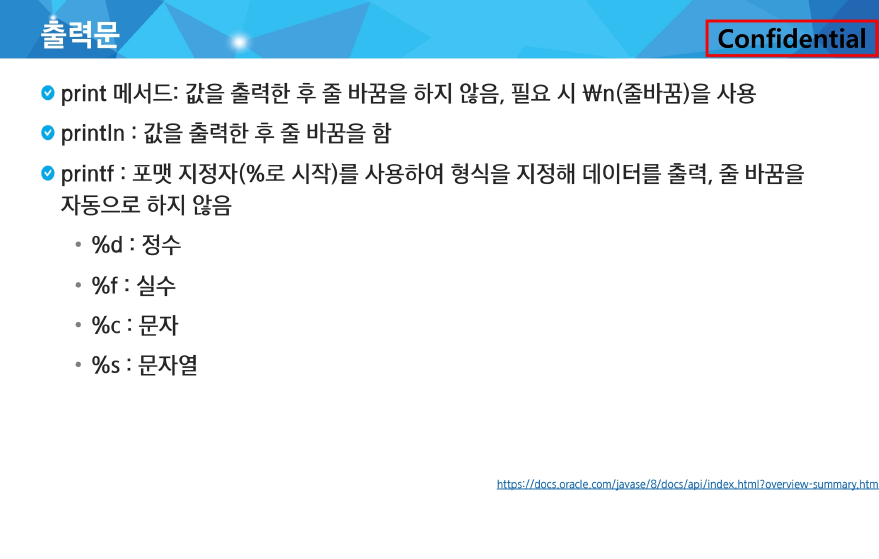 출력문
Confidential
print 메서드: 값을 출력한 후 줄 바꿈을 하지 않음, 필요 시 ₩n(줄바꿈)을 사용
println : 값을 출력한 후 줄 바꿈을 함
printf : 포맷 지정자(%로 시작)를 사용하여 형식을 지정해 데이터를 출력, 줄 바꿈을
자동으로 하지 않음
• %d : 정수
• %f : 실수
• %c : 문자
• %s : 문자열
https://docs.oracle.com/javase/8/docs/api/index.html?overview-summary.htm